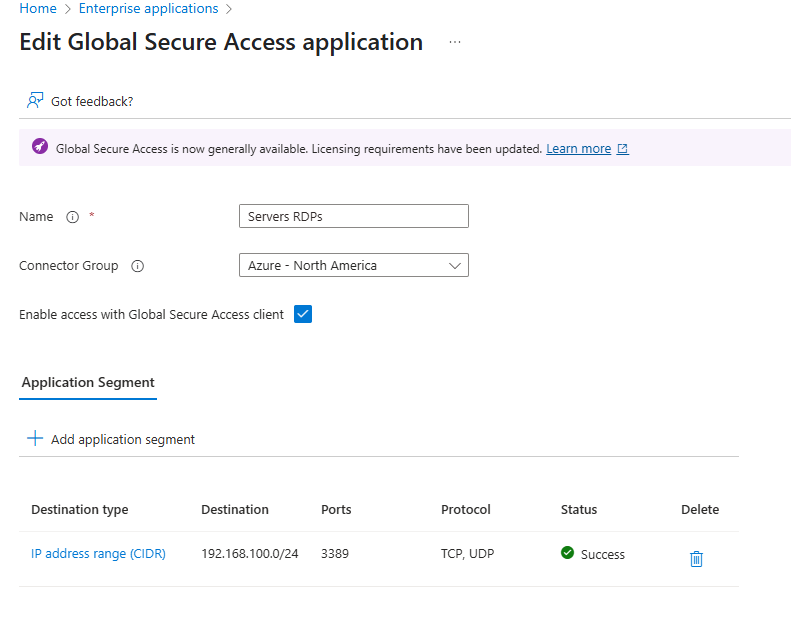 Home > Enterprise applications >
Edit Global Secure Access application ...
Got feedback?
Global Secure Access is now generally available. Licensing requirements have been updated. Learn more
Name * Servers RDPs
Connector Group Azure - North America
Enable access with Global Secure Access client
Application Segment
+ Add application segment
Destination type Destination Ports Protocol Status Delete
IP address range (CIDR) 192.168.100.0/24 3389 TCP, UDP Success